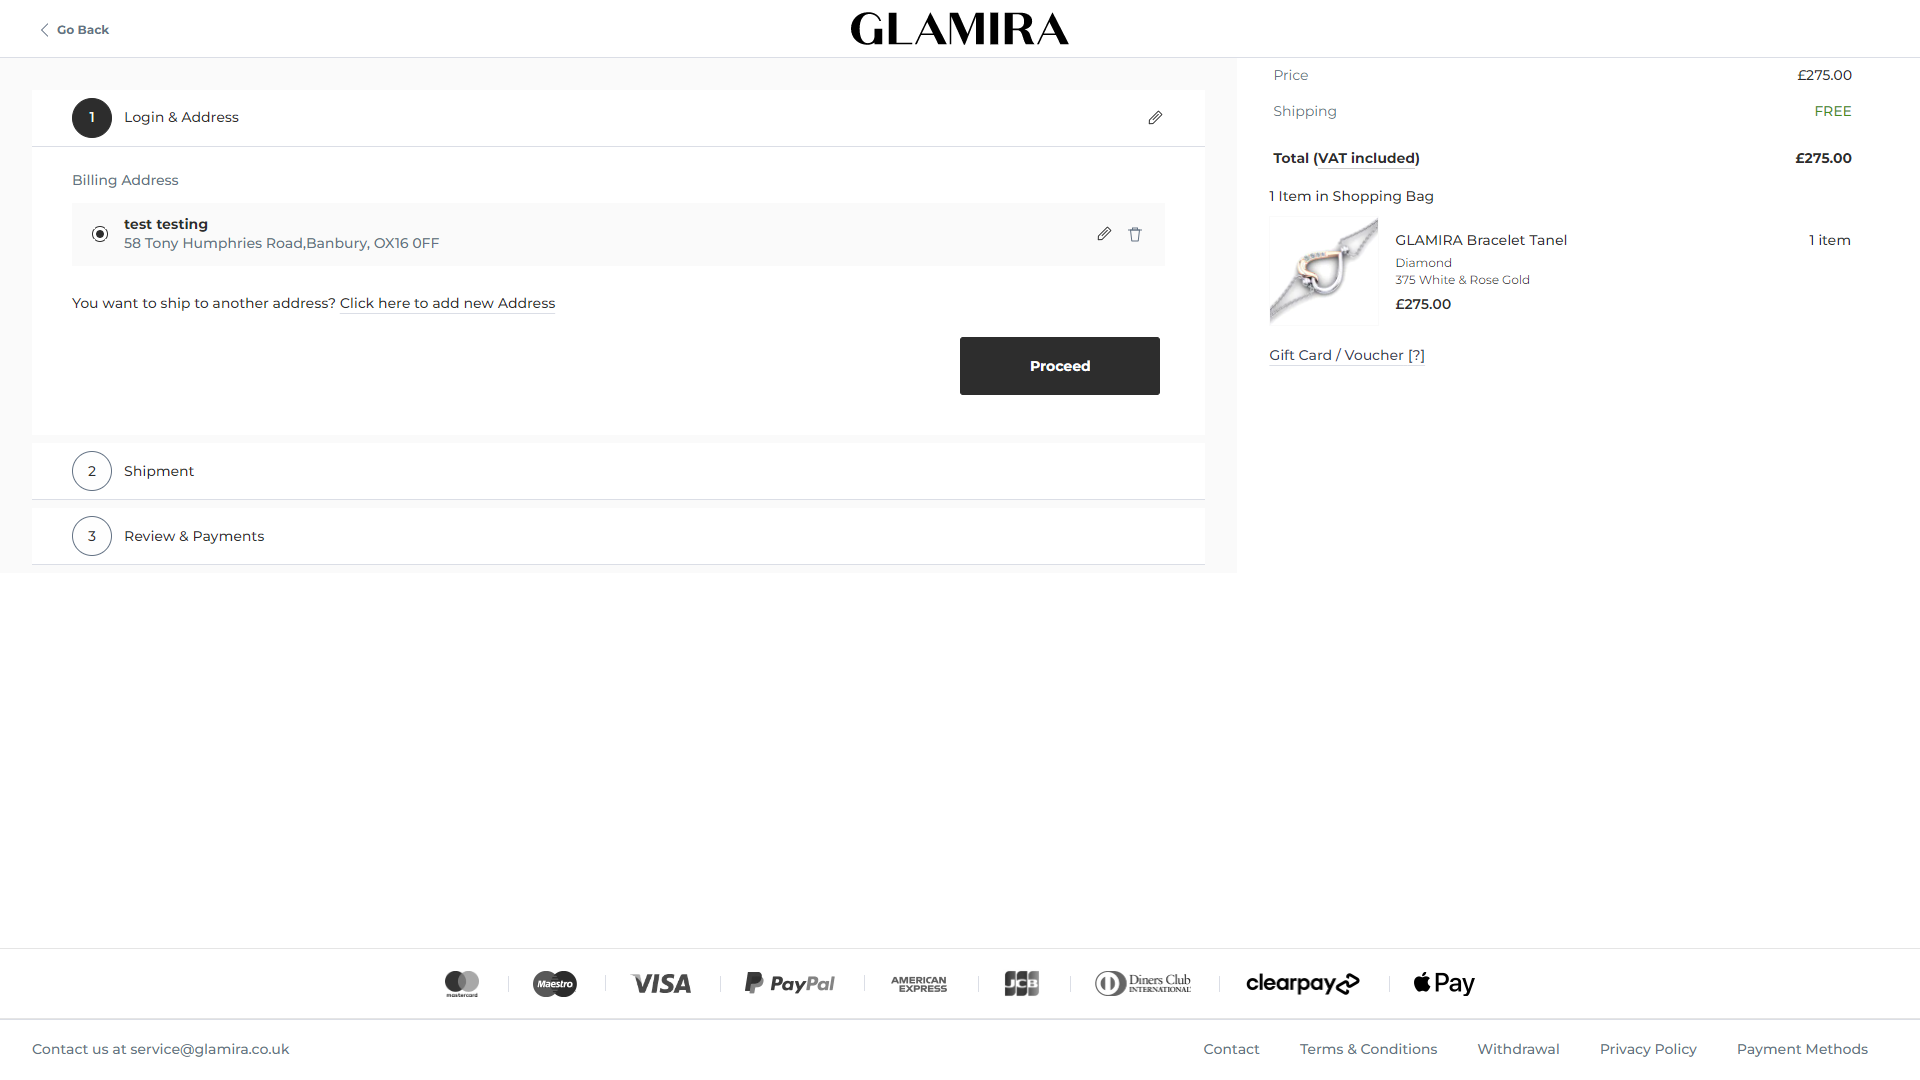 Go Back
GLAMIRA
1
Login & Address
Billing Address
test testing
58 Tony Humphries Road,Banbury, OX16 0FF
You want to ship to another address? Click here to add new Address
Proceed
2
Shipment
3
Review & Payments
Price
£275.00
Shipping
FREE
Total (VAT included)
£275.00
1 Item in Shopping Bag
GLAMIRA Bracelet Tanel
1 item
Diamond
375 White & Rose Gold
£275.00
Gift Card / Voucher [?]
mastercard
Maestro
VISA
PayPal
AMERICAN
EXPRESS
JCB
Diners Club
INTERNATIONAL
clearpay
Pay
Contact us at service@glamira.co.uk
Contact
Terms & Conditions
Withdrawal
Privacy Policy
Payment Methods